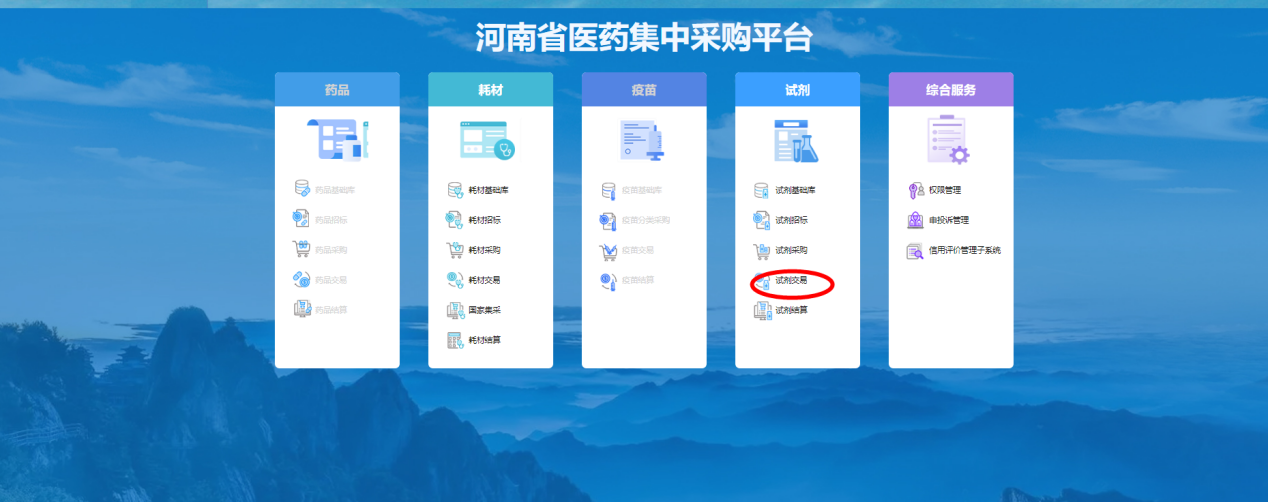 河南省医药集中采购平台
药品
药品基础库
药品招标
药品采购
药品交易
药品结算
耗材
耗材基础库
耗材招标
耗材采购
耗材交易
国家集采
耗材结算
疫苗
疫苗基础库
疫苗分类采购
疫苗交易
疫苗结算
试剂
试剂基础库
试剂招标
试剂采购
试剂交易
试剂结算
综合服务
权限管理
申投诉管理
信用评价管理子系统